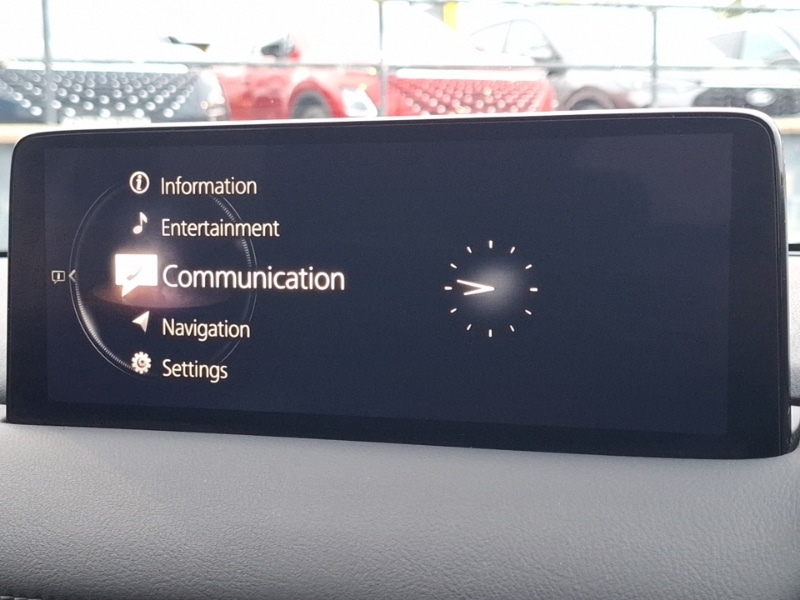 Information
Entertainment
Communication
Navigation
Settings